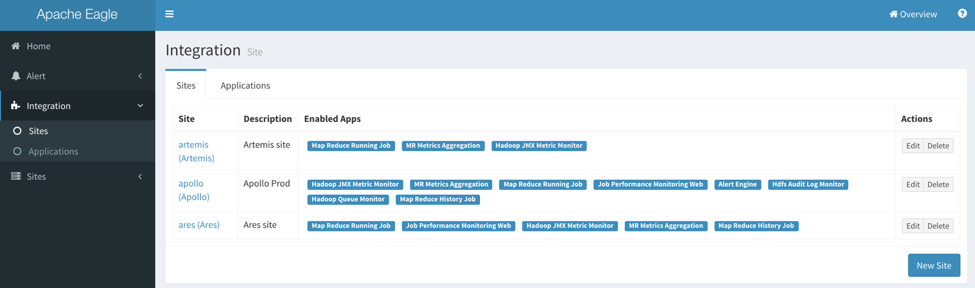 Apache Eagle
Overview
Home
Alert
Integration
Sites
Applications
Sites
Integration Site
Sites Applications
Site Description Enabled Apps Actions
artemis (Artemis) Artemis site Map Reduce Running Job MR Metrics Aggregation Hadoop JMX Metric Monitor Edit Delete
apollo (Apollo) Apollo Prod Hadoop JMX Metric Monitor MR Metrics Aggregation Map Reduce Running Job Job Performance Monitoring Web Alert Engine Hdfs Audit Log Monitor Edit Delete
Hadoop Queue Monitor Map Reduce History Job
ares (Ares) Ares site Map Reduce Running Job Job Performance Monitoring Web Hadoop JMX Metric Monitor MR Metrics Aggregation Map Reduce History Job Edit Delete
New Site